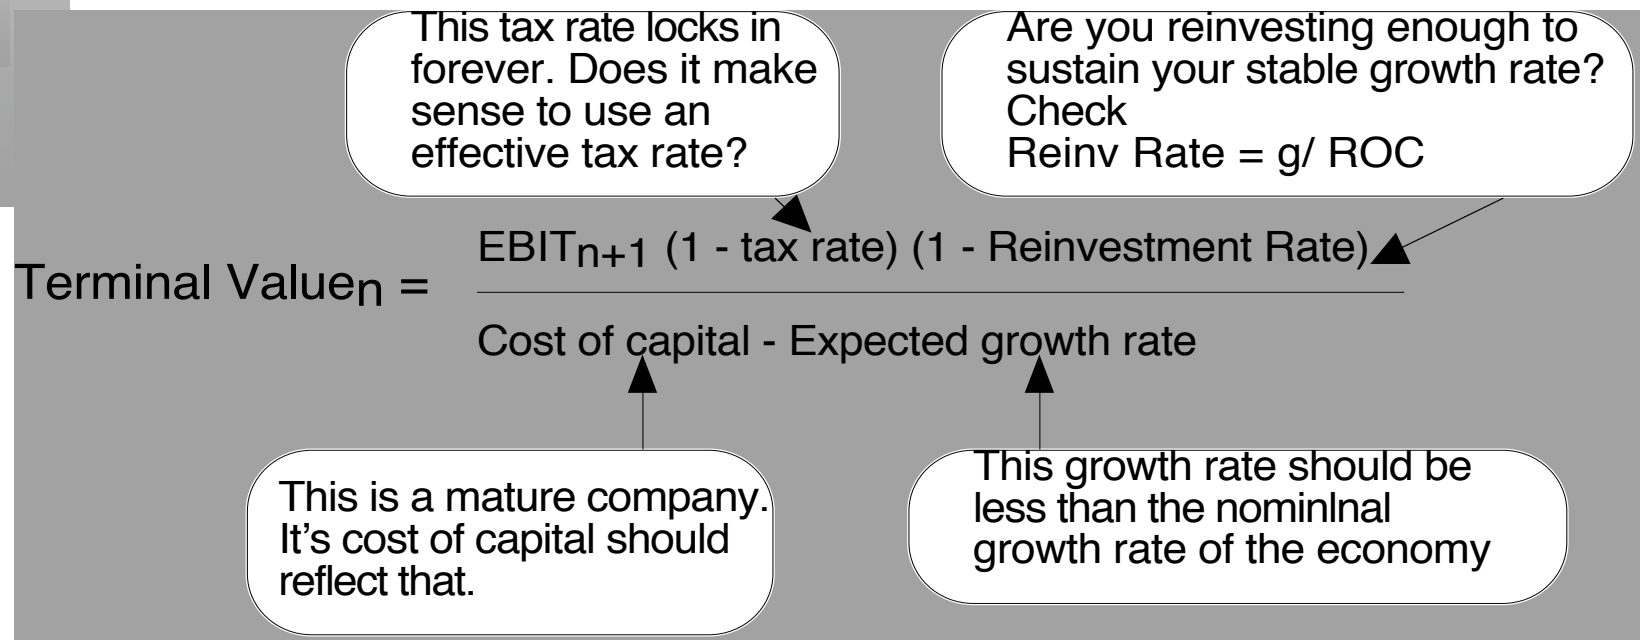 This tax rate locks in
forever. Does it make
sense to use an
effective tax rate?
Are you reinvesting enough to
sustain your stable growth rate?
Check
Reinv Rate = g/ ROC
EBITn+1 (1 - tax rate) (1 - Reinvestment Rate)
Terminal Valuen =
Cost of capital - Expected growth rate
This is a mature company.
It’s cost of capital should
reflect that.
This growth rate should be
less than the nominlnal
growth rate of the economy